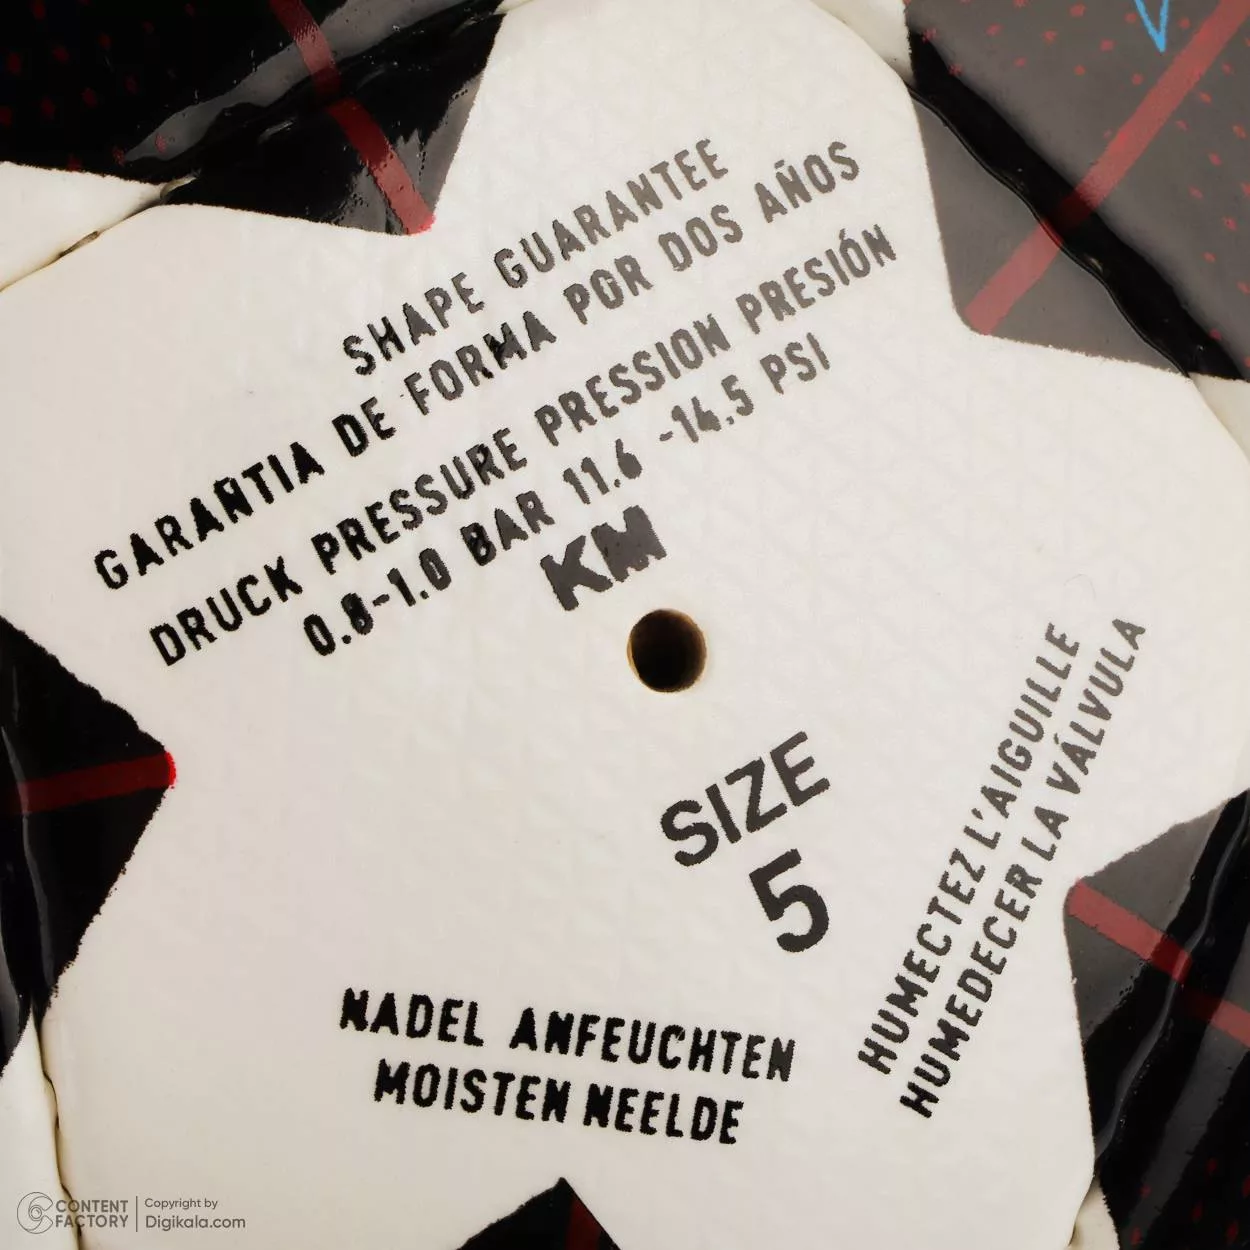 SHAPE GUARANTEE
GARAÑTIA DE FORMA POR DOS AÑOS
DRUCK PRESSURE PRESSION PRESIÓN
0.8-1.0 BAR 11.6 -14.5 PSI
KM
SIZE
5
HUMECTEZ L'AIGUILLE
HUMEDECER LA VÁLVULA
NADEL ANFEUCHTEN
MOISTEN NEELDE
CONTENT
FACTORY
Copyright by
Digikala.com